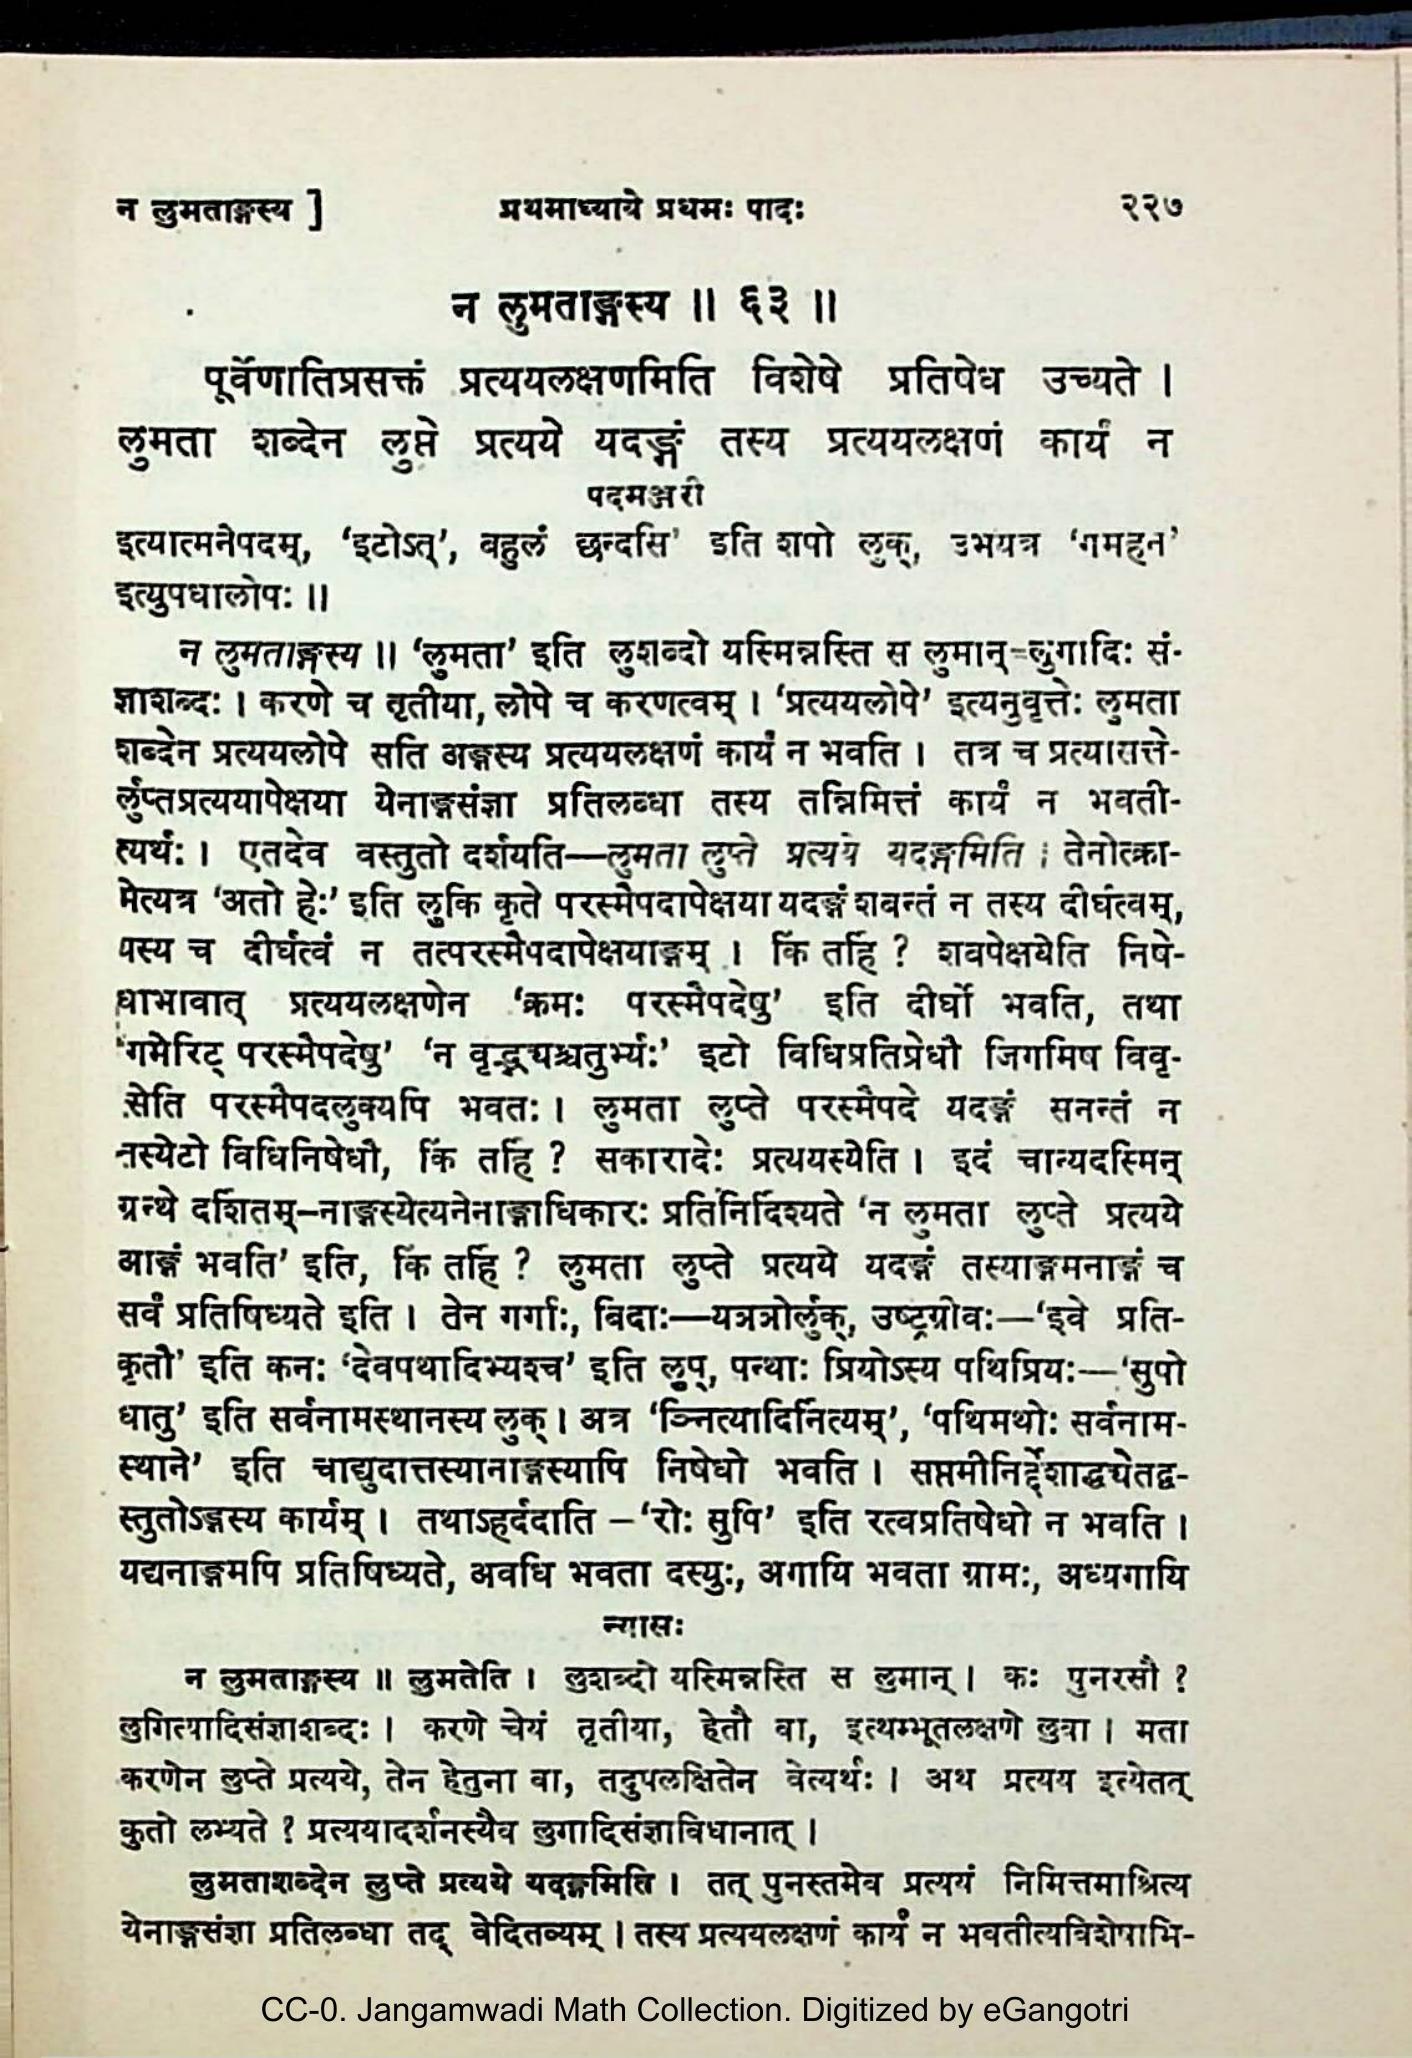 न लुमताङ्गस्य ] प्रथमाध्याये प्रथमः पादः २२७
न लुमताङ्गस्य ॥ ६३ ॥
पूर्वेणातिप्रसक्तं प्रत्ययलक्षणमिति विशेषे प्रतिषेध उच्यते ।
लुमता शब्देन लुप्ते प्रत्यये यदङ्गं तस्य प्रत्ययलक्षणं कार्यं न
पदमञ्जरी
इत्यात्मनेपदम्, ‘इटोऽत्’, बहुलं छन्दसि’ इति शपो लुक्, उभयत्र ‘गमहन’
इत्युपधालोपः ॥
न लुमताङ्गस्य ॥ ‘लुमता’ इति लुशब्दो यस्मिन्नस्ति स लुमान्=लुगादिः सं-
ज्ञाशब्दः । करणे च तृतीया, लोपे च करणत्वम् । ‘प्रत्ययलोपे’ इत्यनुवृत्तेः लुमता
शब्देन प्रत्ययलोपे सति अङ्गस्य प्रत्ययलक्षणं कार्यं न भवति । तत्र च प्रत्यासत्ते-
र्लुप्तप्रत्ययापेक्षया येनाङ्गसंज्ञा प्रतिलब्धा तस्य तन्निमित्तं कार्यं न भवती-
त्यर्थः । एतदेव वस्तुतो दर्शयति—लुमता लुप्ते प्रत्यये यदङ्गमिति । तेनोत्क्रा-
मेत्यत्र ‘अतो हेः’ इति लुकि कृते परस्मैपदापेक्षया यदङ्गं शबन्तं न तस्य दीर्घत्वम्,
यस्य च दीर्घत्वं न तत्परस्मैपदापेक्षयाङ्गम् । किं तर्हि ? शबपेक्षयेति निषे-
धाभावात् प्रत्ययलक्षणेन ‘क्रमः परस्मैपदेषु’ इति दीर्घो भवति, तथा
‘गमेरिट् परस्मैपदेषु’ ‘न वृद्भ्यश्चतुर्भ्यः’ इटो विधिप्रतिषेधौ जिगमिष विवृ-
त्सेति परस्मैपदलुक्यपि भवतः । लुमता लुप्ते परस्मैपदे यदङ्गं सनन्तं न
तस्येटो विधिनिषेधौ, किं तर्हि ? सकारादेः प्रत्ययस्येति । इदं चान्यदस्मिन्
ग्रन्थे दर्शितम्–नाङ्गस्येत्यनेनाङ्गाधिकारः प्रतिनिर्दिश्यते ‘न लुमता लुप्ते प्रत्यये
आङ्गं भवति’ इति, किं तर्हि ? लुमता लुप्ते प्रत्यये यदङ्गं तस्याङ्गमनाङ्गं च
सर्वं प्रतिषिध्यते इति । तेन गर्गाः, बिदाः—यञञोर्लुक्, उष्ट्रग्रीवः—‘इवे प्रति-
कृतौ’ इति कनः ‘देवपथादिभ्यश्च’ इति लुप्, पन्थाः प्रियोऽस्य पथिप्रियः—‘सुपो
धातु’ इति सर्वनामस्थानस्य लुक् । अत्र ‘ञ्नित्यादिर्नित्यम्’, ‘पथिमथोः सर्वनाम-
स्थाने’ इति चाद्युदात्तस्यानाङ्गस्यापि निषेधो भवति । सप्तमीनिर्द्देशाद्ध्येतद्व-
स्तुतोऽङ्गस्य कार्यम् । तथाऽहर्ददाति –‘रोः सुपि’ इति रत्वप्रतिषेधो न भवति ।
यद्यनाङ्गमपि प्रतिषिध्यते, अवधि भवता दस्युः, अगायि भवता ग्रामः, अध्यगायि
न्यासः
न लुमताङ्गस्य ॥ लुमतेति । लुशब्दो यस्मिन्नस्ति स लुमान् । कः पुनरसौ ?
लुगित्यादिसंज्ञाशब्दः । करणे चेयं तृतीया, हेतौ वा, इत्थम्भूतलक्षणे लुवा । मता
करणेन लुप्ते प्रत्यये, तेन हेतुना वा, तदुपलक्षितेन वेत्यर्थः । अथ प्रत्यय इत्येतत्
कुतो लभ्यते ? प्रत्ययादर्शनस्यैव लुगादिसंज्ञाविधानात् ।
लुमताशब्देन लुप्ते प्रत्यये यदङ्गमिति । तत् पुनस्तमेव प्रत्ययं निमित्तमाश्रित्य
येनाङ्गसंज्ञा प्रतिलब्धा तद् वेदितव्यम् । तस्य प्रत्ययलक्षणं कार्यं न भवतीत्यविशेषाभि-
CC-0. Jangamwadi Math Collection. Digitized by eGangotri